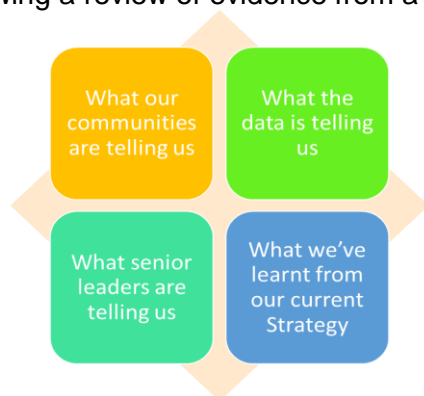 ing a review of evidence from a
What our
communities
are telling us
What the
data is telling
us
What senior
leaders are
telling us
What we've
learnt from
our current
Strategy